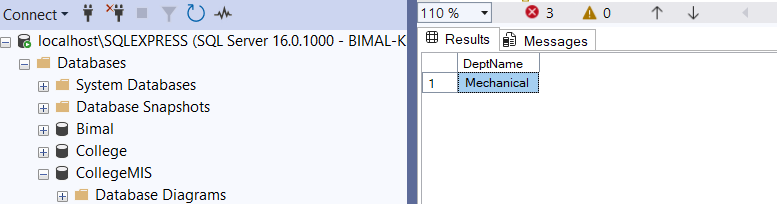 Connect
localhost\SQLEXPRESS (SQL Server 16.0.1000 - BIMAL-K
Databases
System Databases
Database Snapshots
Bimal
College
CollegeMIS
Database Diagrams
110 %
3
0
Results
Messages
DeptName
1
Mechanical